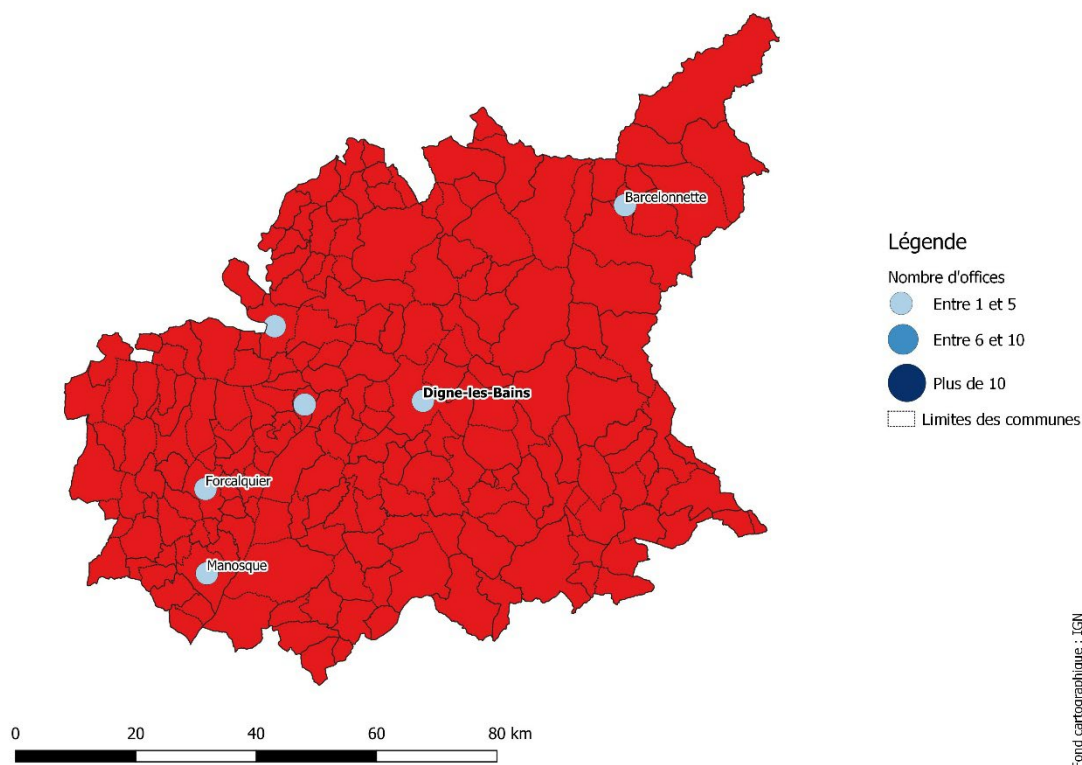 Barcelonnette
Digne-les-Bains
Forcalquier
Manosque
Légende
Nombre d'offices
Entre 1 et 5
Entre 6 et 10
Plus de 10
Limites des communes
0 20 40 60 80 km
Fond cartographique : IGN